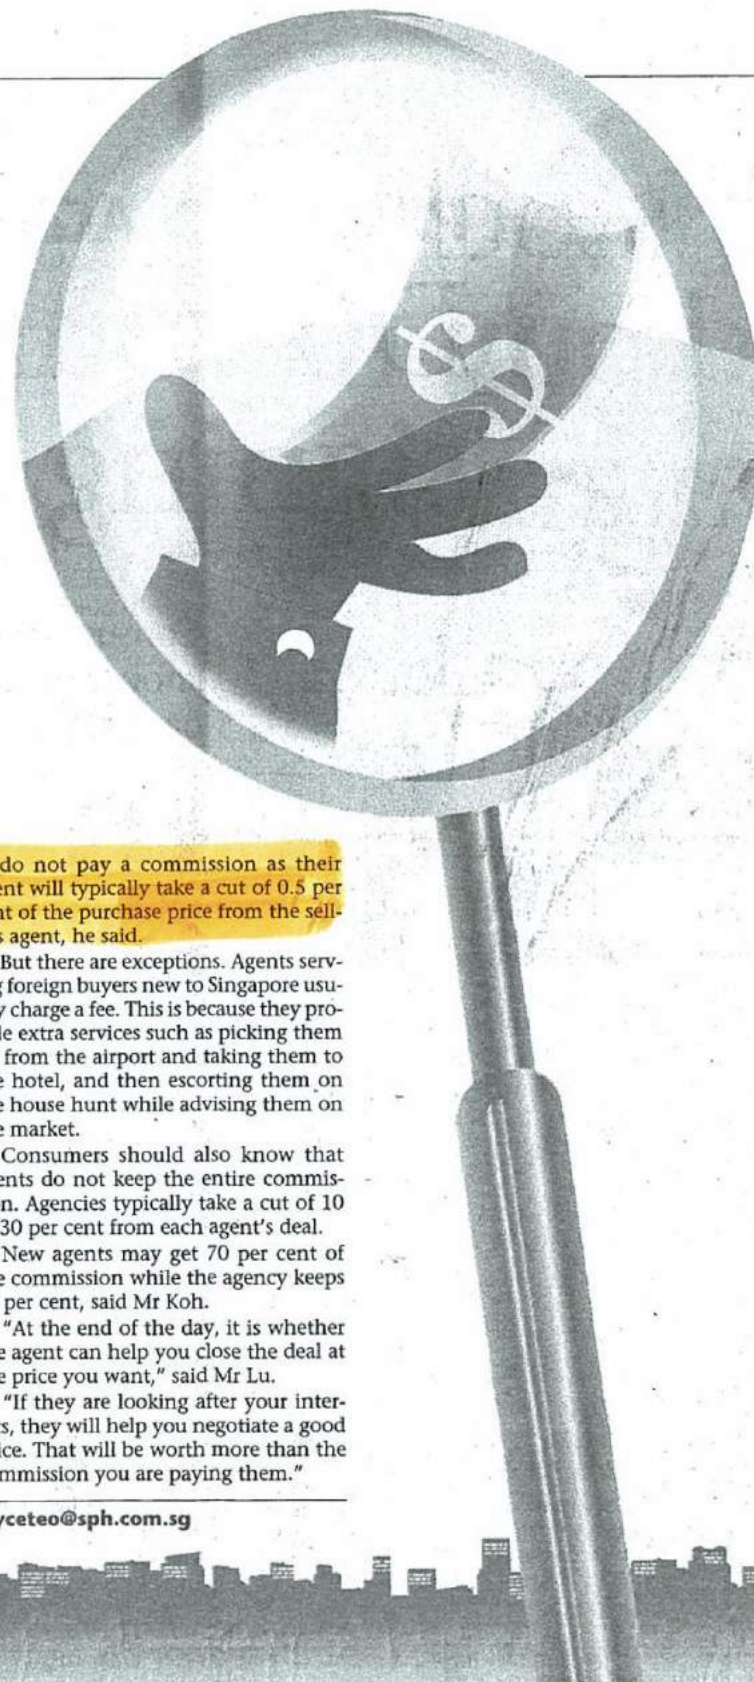 $
do not pay a commission as their
ent will typically take a cut of 0.5 per
nt of the purchase price from the sell-
s agent, he said.
But there are exceptions. Agents serv-
g foreign buyers new to Singapore usu-
y charge a fee. This is because they pro-
le extra services such as picking them
from the airport and taking them to
e hotel, and then escorting them on
e house hunt while advising them on
e market.
Consumers should also know that
ents do not keep the entire commis-
n. Agencies typically take a cut of 10
30 per cent from each agent's deal.
New agents may get 70 per cent of
e commission while the agency keeps
per cent, said Mr Koh.
"At the end of the day, it is whether
e agent can help you close the deal at
e price you want," said Mr Lu.
"If they are looking after your inter-
s, they will help you negotiate a good
ice. That will be worth more than the
mmission you are paying them."
yceteo@sph.com.sg